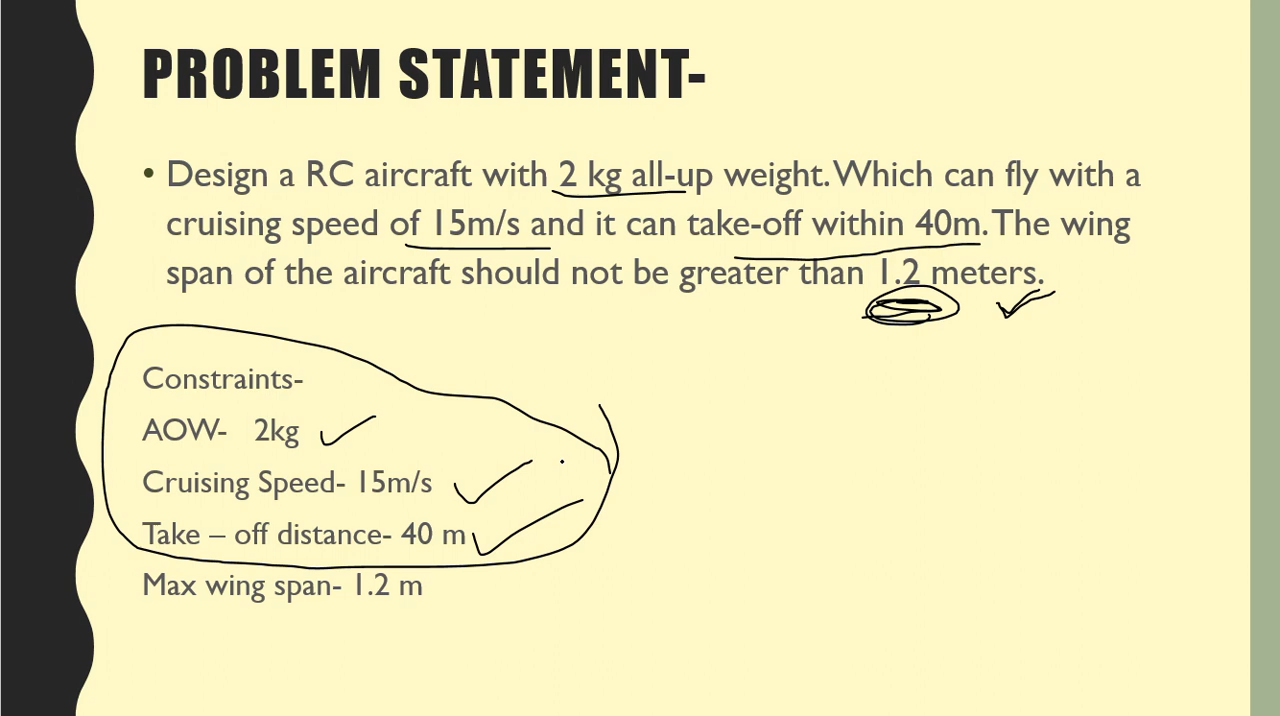 PROBLEM STATEMENT-
• Design a RC aircraft with 2 kg all-up weight.Which can fly with a
cruising speed of 15m/s and it can take-off within 40m.The wing
span of the aircraft should not be greater than 1.2 meters.
Constraints-
AOW- 2kg
Cruising Speed- 15m/s
Take – off distance- 40 m
Max wing span- 1.2 m